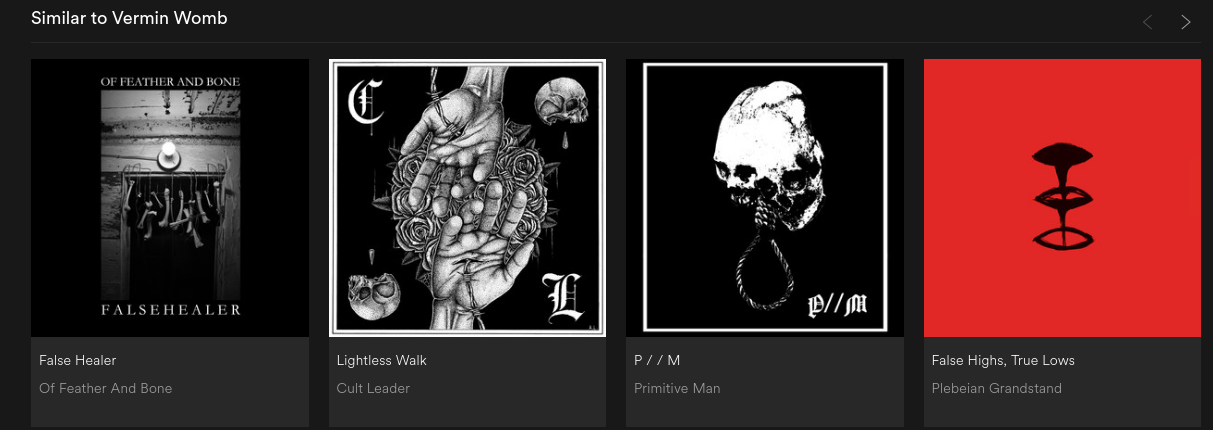 Similar to Vermin Womb
OF FEATHER AND BONE
FALSEHEALER
C
L
P//M
False Healer
Of Feather And Bone
Lightless Walk
Cult Leader
P / / M
Primitive Man
False Highs, True Lows
Plebeian Grandstand